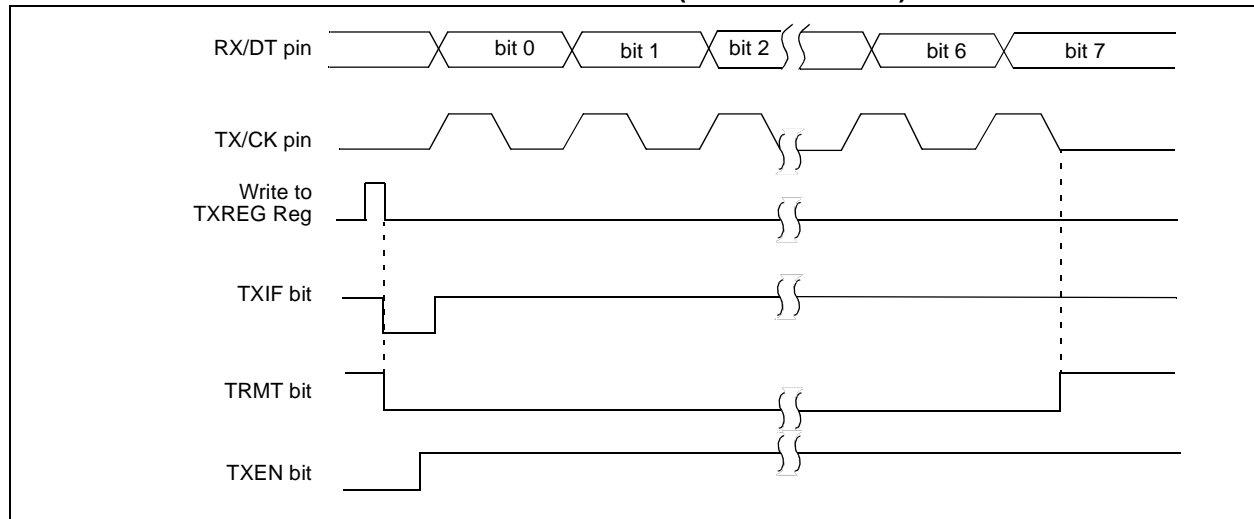 RX/DT pin
bit 0
bit 1
bit 2
bit 6
bit 7
TX/CK pin
Write to
TXREG Reg
TXIF bit
TRMT bit
TXEN bit